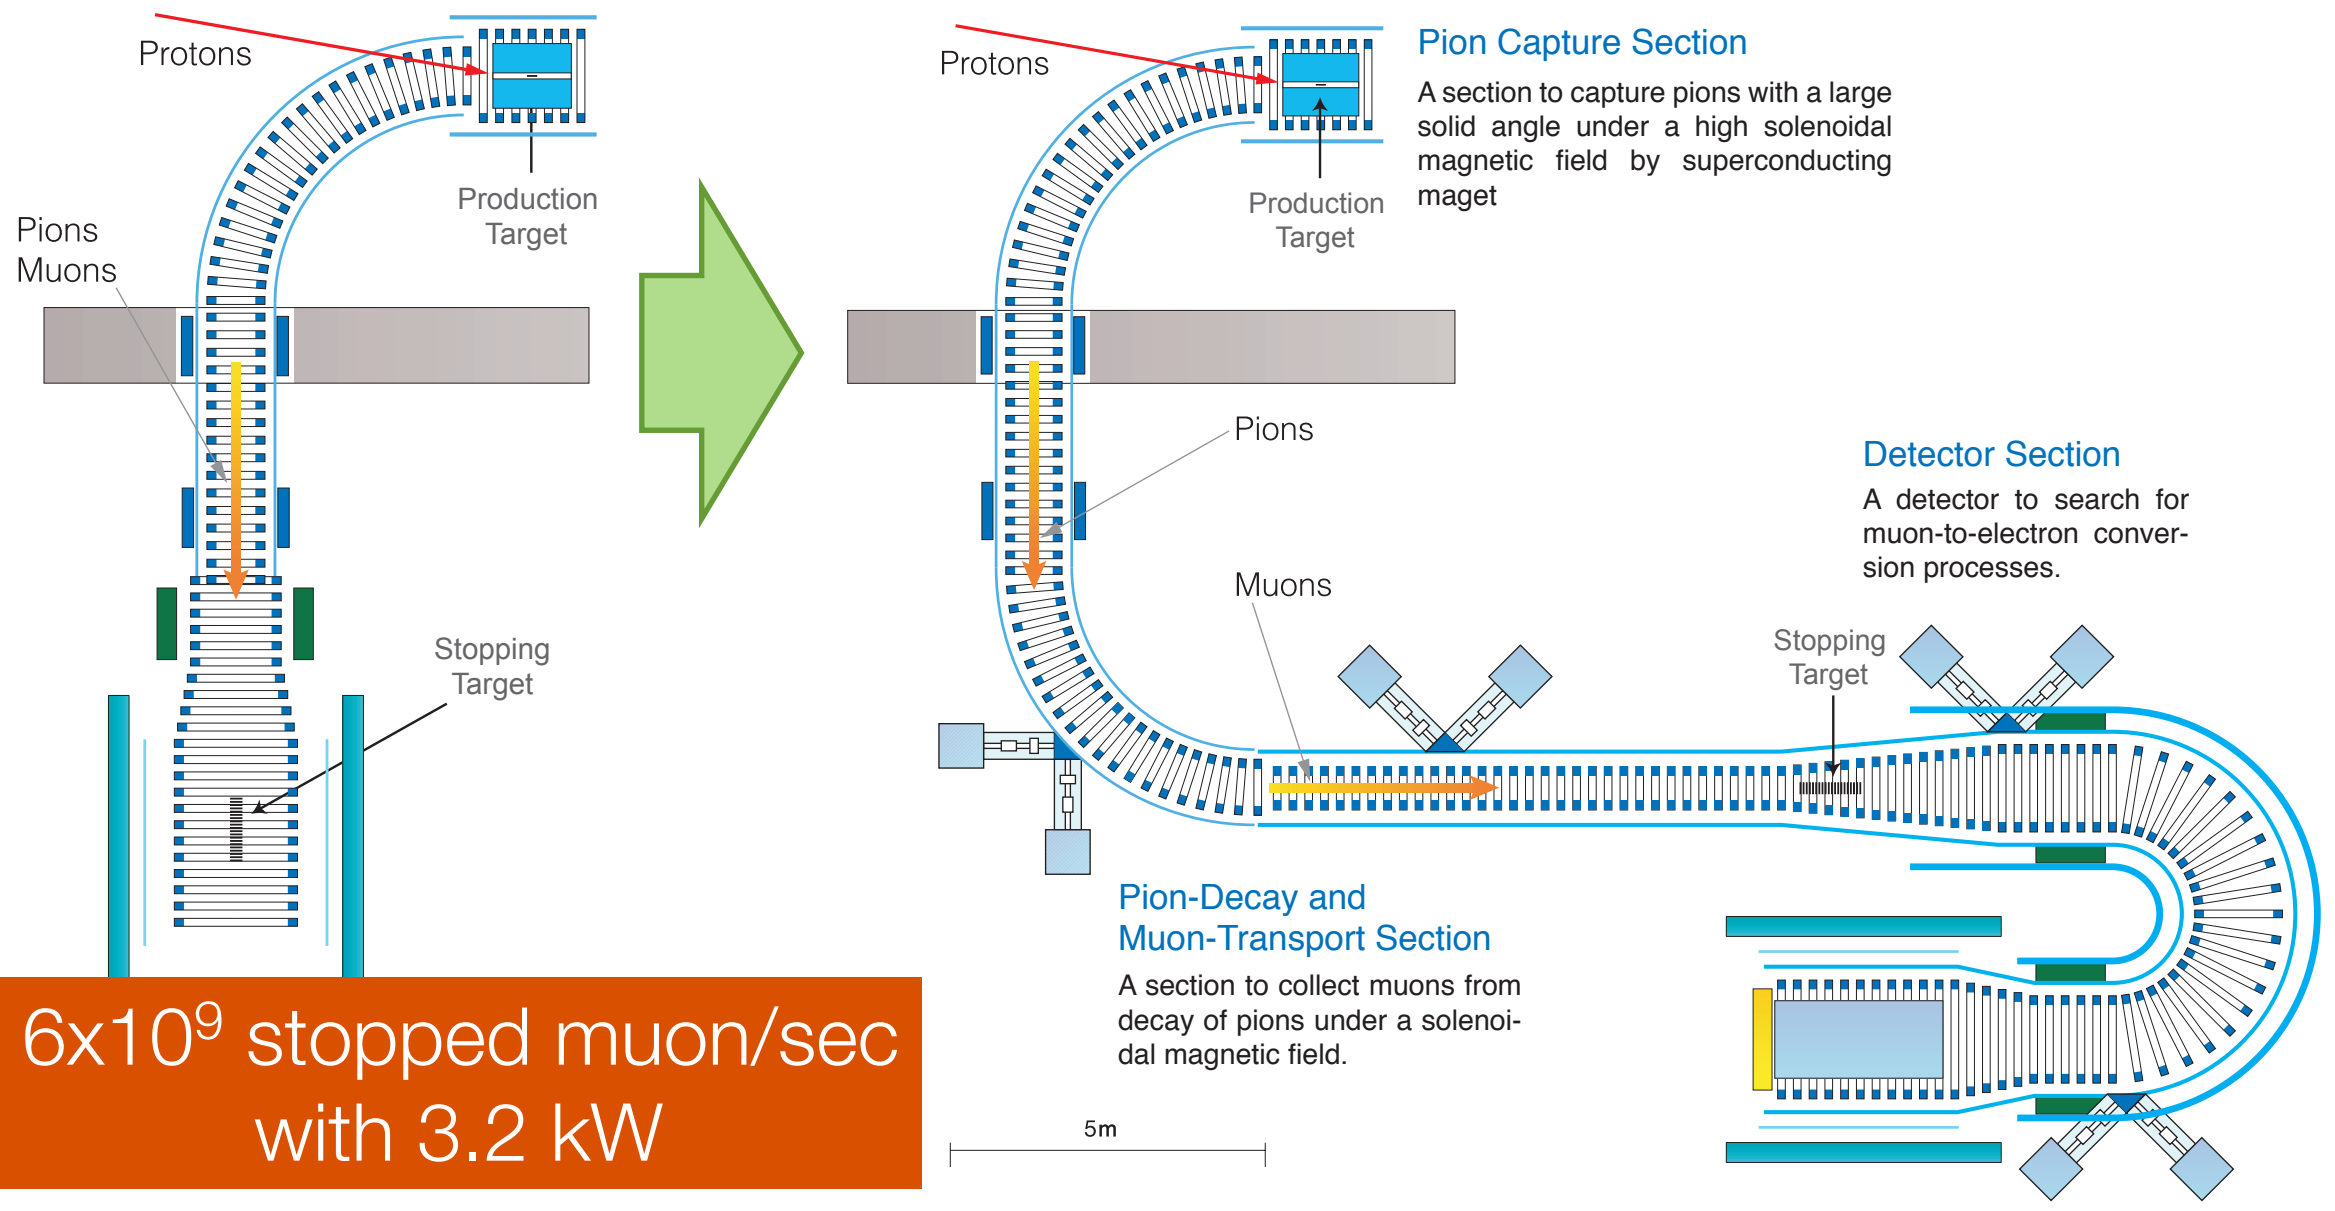 Protons
Production
Target
Pions
Muons
Stopping
Target
6x10⁹ stopped muon/sec
with 3.2 kW
Protons
Production
Target
Pion Capture Section
A section to capture pions with a large
solid angle under a high solenoidal
magnetic field by superconducting
maget
Pions
Muons
Detector Section
A detector to search for
muon-to-electron conver-
sion processes.
Stopping
Target
Pion-Decay and
Muon-Transport Section
A section to collect muons from
decay of pions under a solenoi-
dal magnetic field.
5m